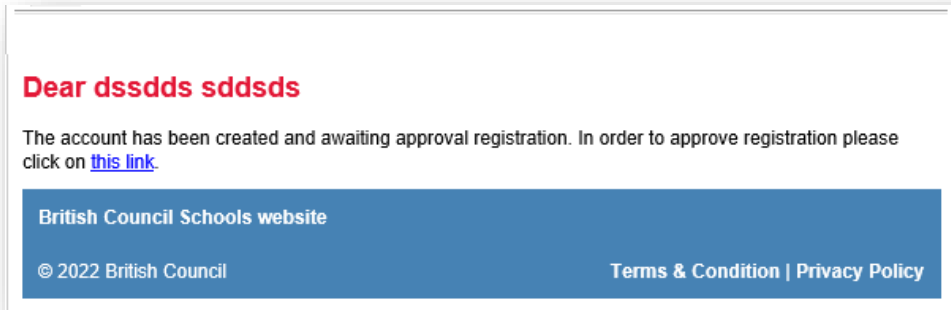 Dear dssdds sddsds
The account has been created and awaiting approval registration. In order to approve registration please
click on this link.
British Council Schools website
© 2022 British Council Terms & Condition | Privacy Policy